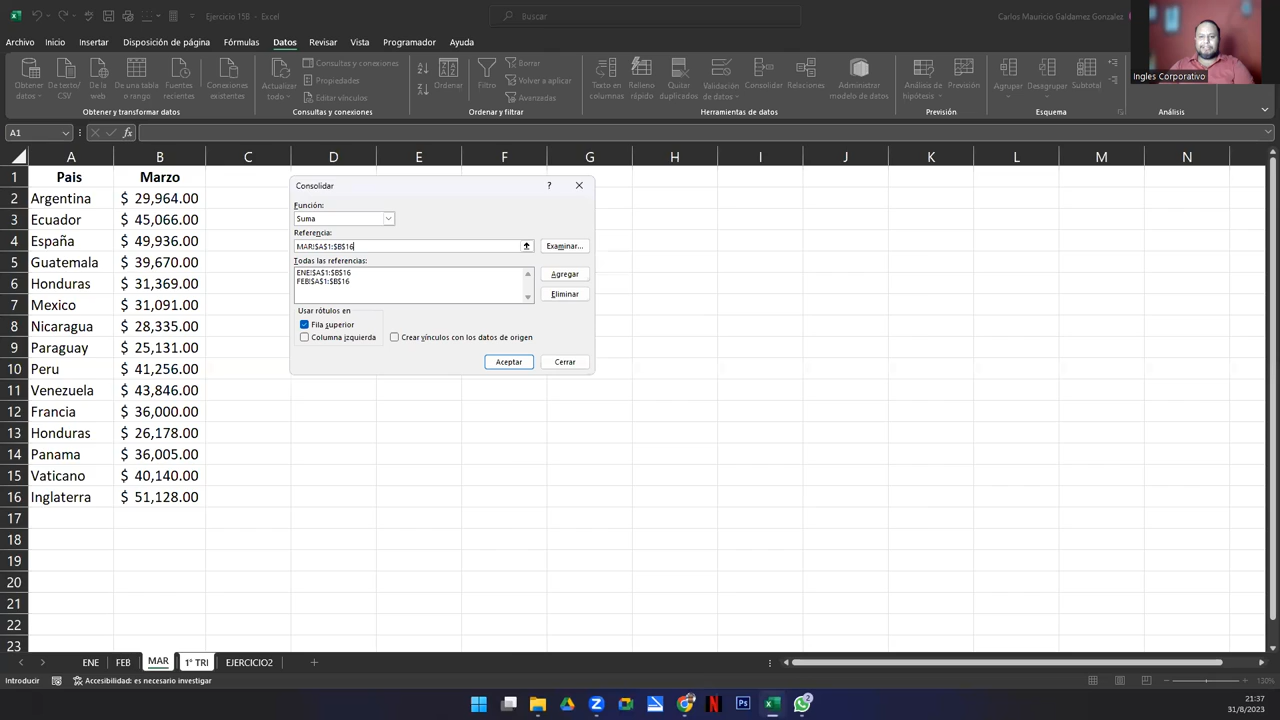 Ejercicio 15B - Excel
Buscar
Carlos Mauricio Galdamez Gonzalez
Archivo Inicio Insertar Disposición de página Fórmulas Datos Revisar Vista Programador Ayuda
Obtener datos
De texto/ CSV
De la web
De una tabla o rango
Fuentes recientes
Conexiones existentes
Obtener y transformar datos
Actualizar todo
Consultas y conexiones
Propiedades
Editar vínculos
Consultas y conexiones
Ordenar
Filtro
Borrar
Volver a aplicar
Avanzadas
Ordenar y filtrar
Texto en columnas
Relleno rápido
Quitar duplicados
Validación de datos
Consolidar
Relaciones
Administrar modelo de datos
Herramientas de datos
Análisis de hipótesis
Previsión
Previsión
Agrupar
Desagrupar
Subtotal
Esquema
Análisis
Ingles Corporativo
A1
fx
A B C D E F G H I J K L M N
1 Pais Marzo
2 Argentina $ 29,964.00
3 Ecuador $ 45,066.00
4 España $ 49,936.00
5 Guatemala $ 39,670.00
6 Honduras $ 31,369.00
7 Mexico $ 31,091.00
8 Nicaragua $ 28,335.00
9 Paraguay $ 25,131.00
10 Peru $ 41,256.00
11 Venezuela $ 43,846.00
12 Francia $ 36,000.00
13 Honduras $ 26,178.00
14 Panama $ 36,005.00
15 Vaticano $ 40,140.00
16 Inglaterra $ 51,128.00
17
18
19
20
21
22
23
Consolidar ?
Función:
Suma
Referencia:
MAR!$A$1:$B$16
Examinar...
Todas las referencias:
ENE!$A$1:$B$16
FEB!$A$1:$B$16
Agregar
Eliminar
Usar rótulos en
Fila superior
Columna izquierda
Crear vínculos con los datos de origen
Aceptar
Cerrar
ENE FEB MAR 1° TRI EJERCICIO2
Introducir
Accesibilidad: es necesario investigar
130%
2
21:37
31/8/2023